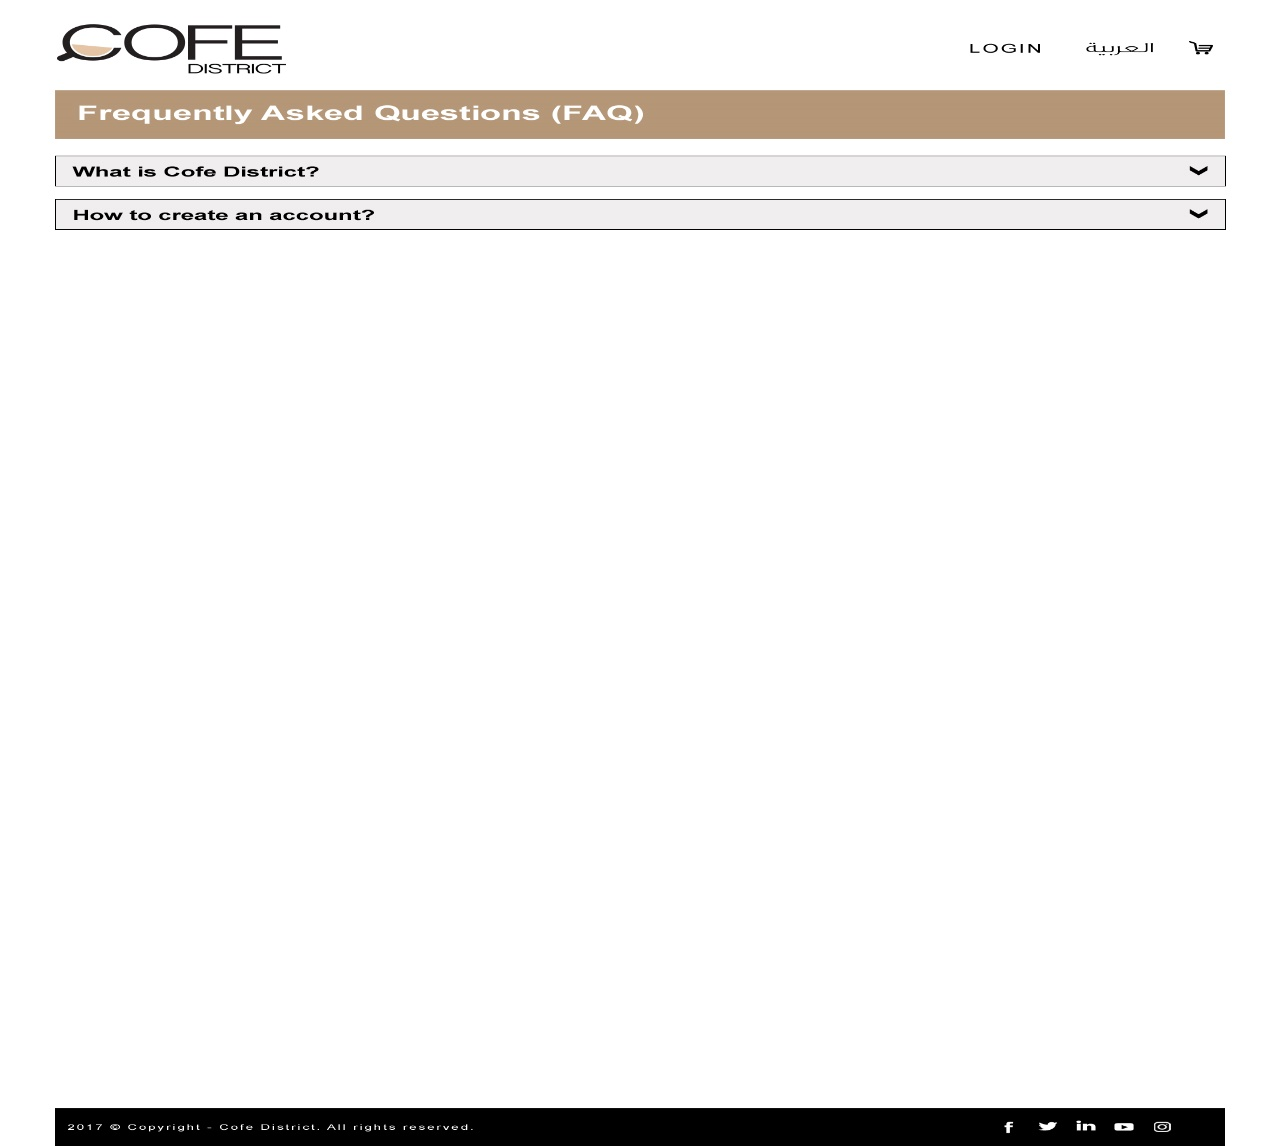 COFE
DISTRICT
LOGIN
العربية
Frequently Asked Questions (FAQ)
What is Cofe District?
How to create an account?
2017 © Copyright - Cofe District. All rights reserved.